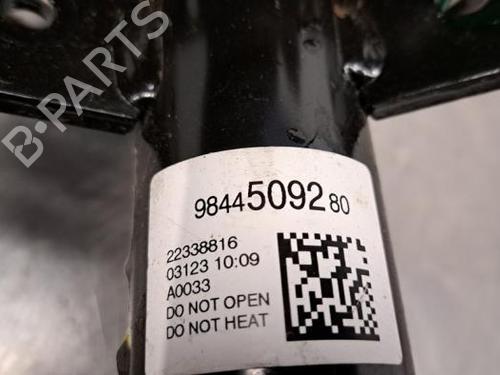 B-PARTS
9844509280
22338816
03123 10:09
A0033
DO NOT OPEN
DO NOT HEAT